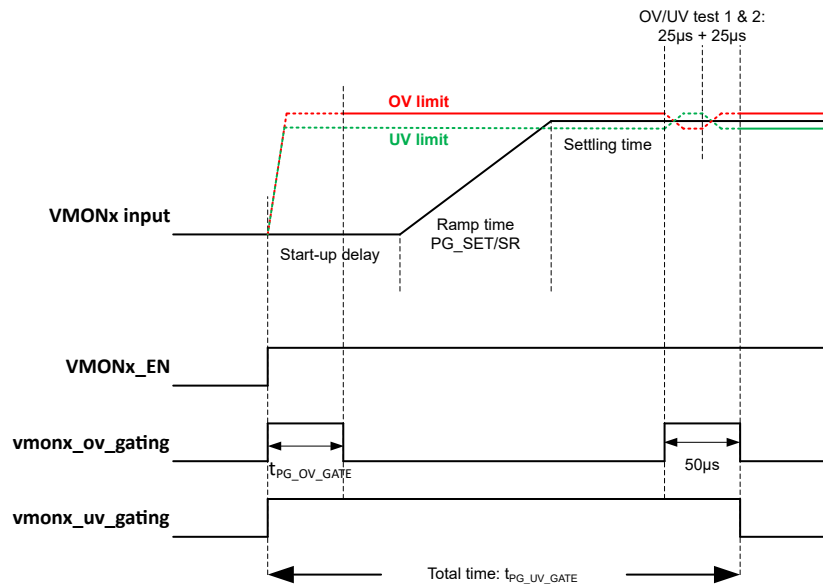 OV/UV test 1 & 2:
25µs + 25µs
OV limit
UV limit
Settling time
VMONx input
Ramp time
PG_SET/SR
Start-up delay
VMONx_EN
vmonx_ov_gating
tPG_OV_GATE
50µs
vmonx_uv_gating
Total time: tPG_UV_GATE